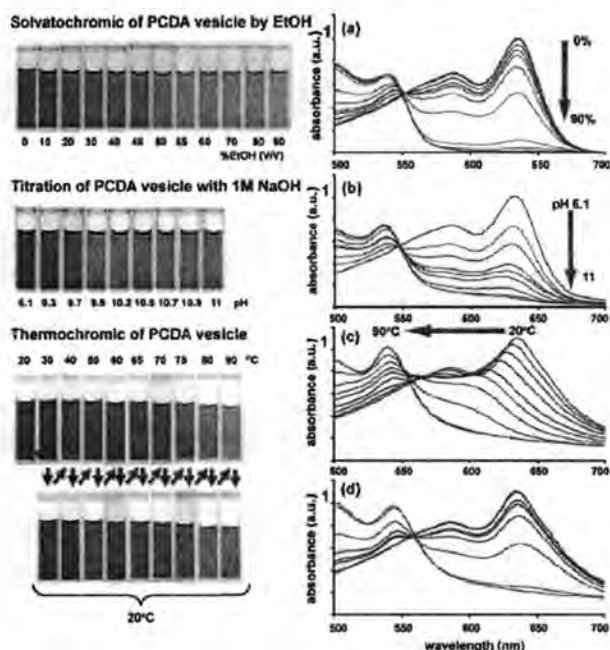 Solvatochromic of PCDA vesicle by EtOH
0 10 20 30 40 45 50 55 60 70 80 90
%EtOH (V/V)
Titration of PCDA vesicle with 1M NaOH
6.1 9.3 9.7 9.9 10.2 10.5 10.7 10.9 11 pH
Thermochromic of PCDA vesicle
20 30 40 50 60 65 70 75 80 90 °C
20°C
(a)
absorbance (a.u.)
1
0%
90%
500 550 600 650 700
(b)
absorbance (a.u.)
1
pH 6.1
11
500 550 600 650 700
(c)
absorbance (a.u.)
1
90°C
20°C
500 550 600 650 700
(d)
absorbance (a.u.)
1
500 550 600 650 700
wavelength (nm)